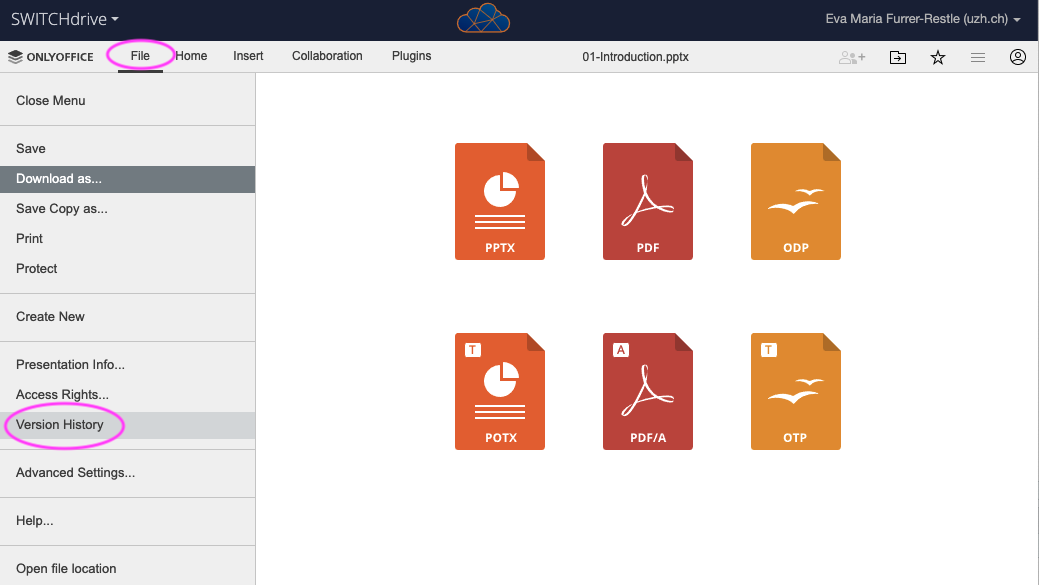 SWITCHdrive
Eva Maria Furrer-Restle (uzh.ch)
ONLYOFFICE
File
Home
Insert
Collaboration
Plugins
01-Introduction.pptx
Close Menu
Save
Download as...
Save Copy as...
Print
Protect
Create New
Presentation Info...
Access Rights...
Version History
Advanced Settings...
Help...
Open file location
PPTX
PDF
ODP
T
POTX
A
PDF/A
T
OTP